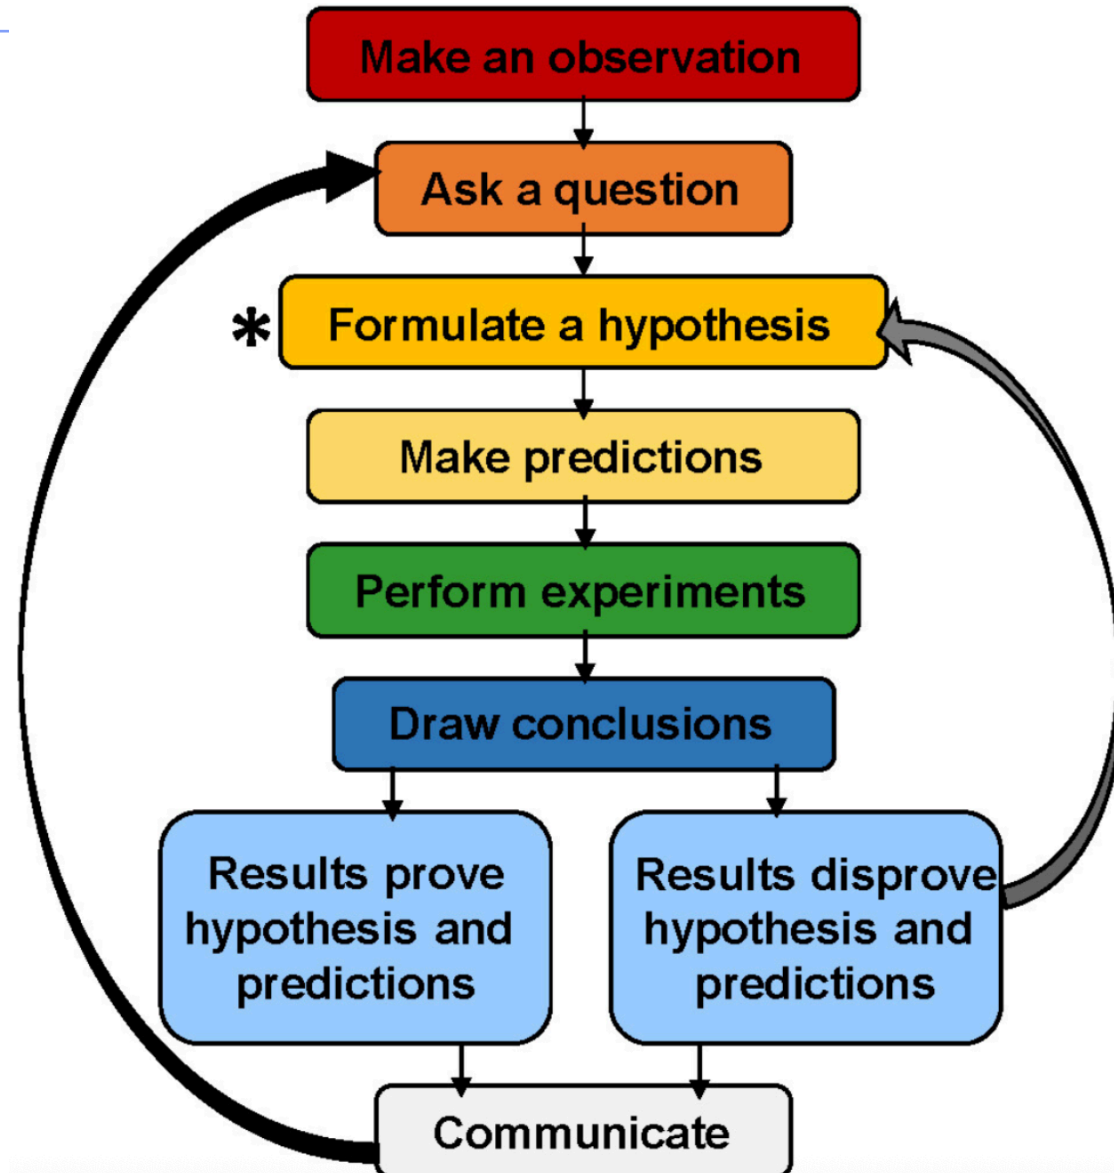 Make an observation
Ask a question
* Formulate a hypothesis
Make predictions
Perform experiments
Draw conclusions
Results prove
hypothesis and
predictions
Results disprove
hypothesis and
predictions
Communicate